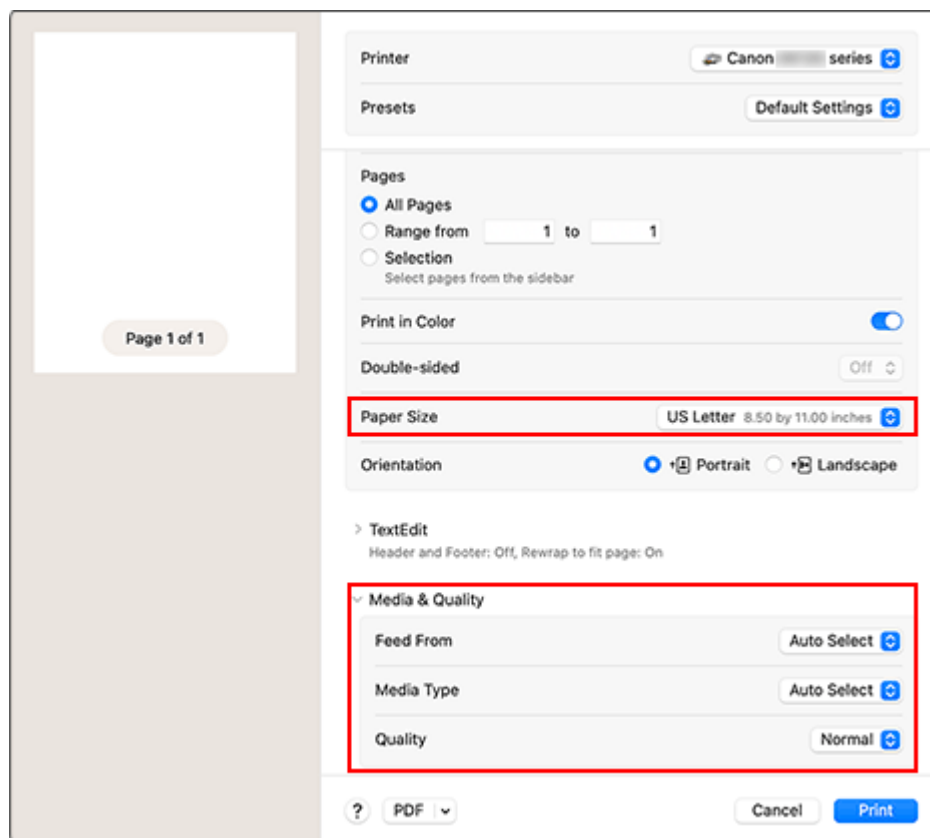 Page 1 of 1
Printer Canon series
Presets Default Settings
Pages
All Pages
Range from 1 to 1
Selection
Select pages from the sidebar
Print in Color
Double-sided Off
Paper Size US Letter 8.50 by 11.00 inches
Orientation Portrait Landscape
TextEdit
Header and Footer: Off, Rewrap to fit page: On
Media & Quality
Feed From Auto Select
Media Type Auto Select
Quality Normal
? PDF Cancel Print